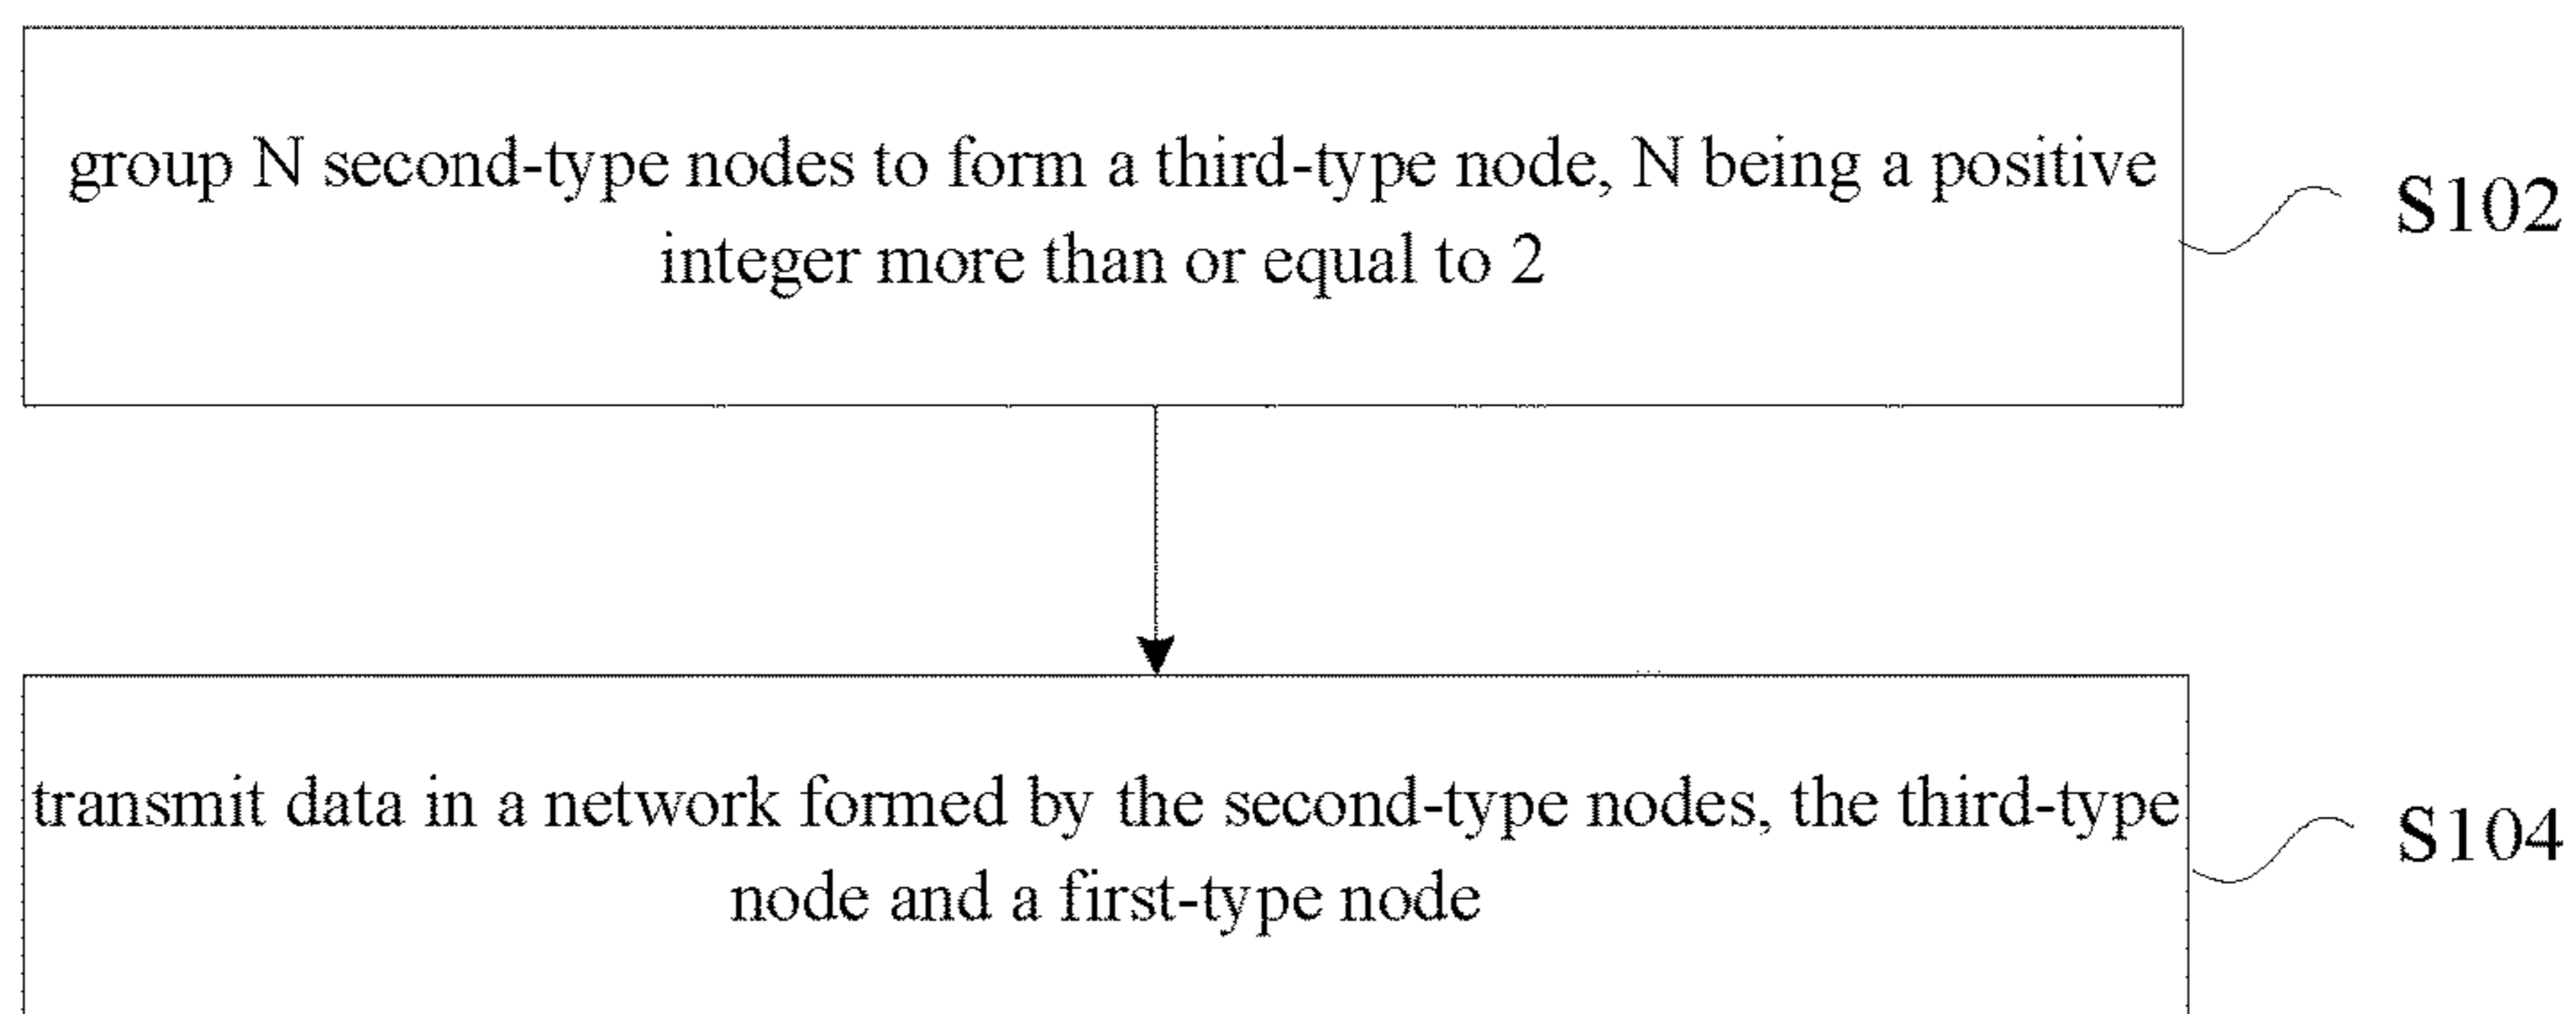 group N second-type nodes to form a third-type node, N being a positive
integer more than or equal to 2
S102
transmit data in a network formed by the second-type nodes, the third-type
node and a first-type node
S104